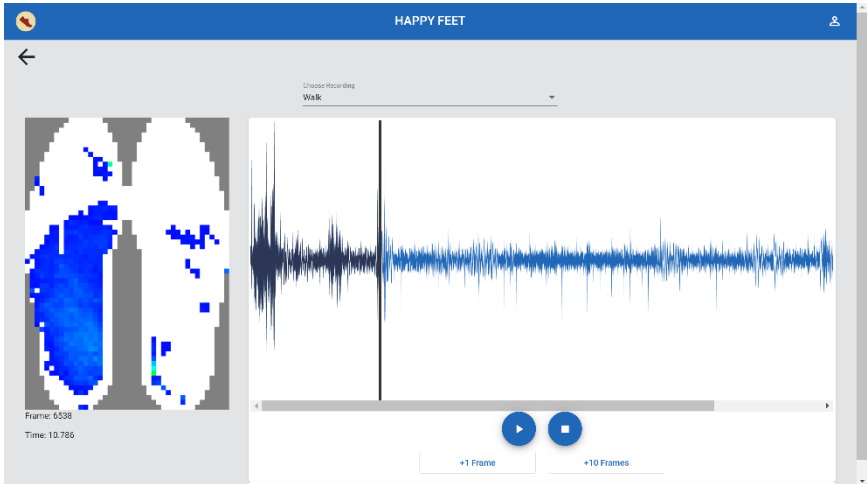 HAPPY FEET
Choose Recording
Walk
Frame: 6538
Time: 10.786
+1 Frame
+10 Frames